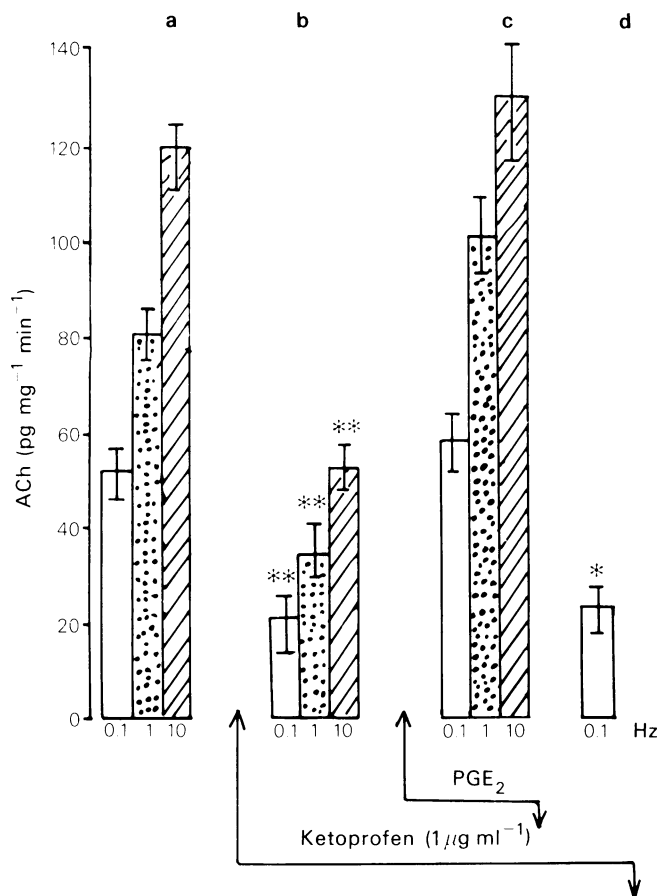 a b c d
140
120
100
80
60
40
20
0
ACh (pg mg⁻¹ min⁻¹)
** ** **
*
0.1 1 10 0.1 1 10 0.1 1 10 0.1 Hz
PGE₂
Ketoprofen (1 μg ml⁻¹)